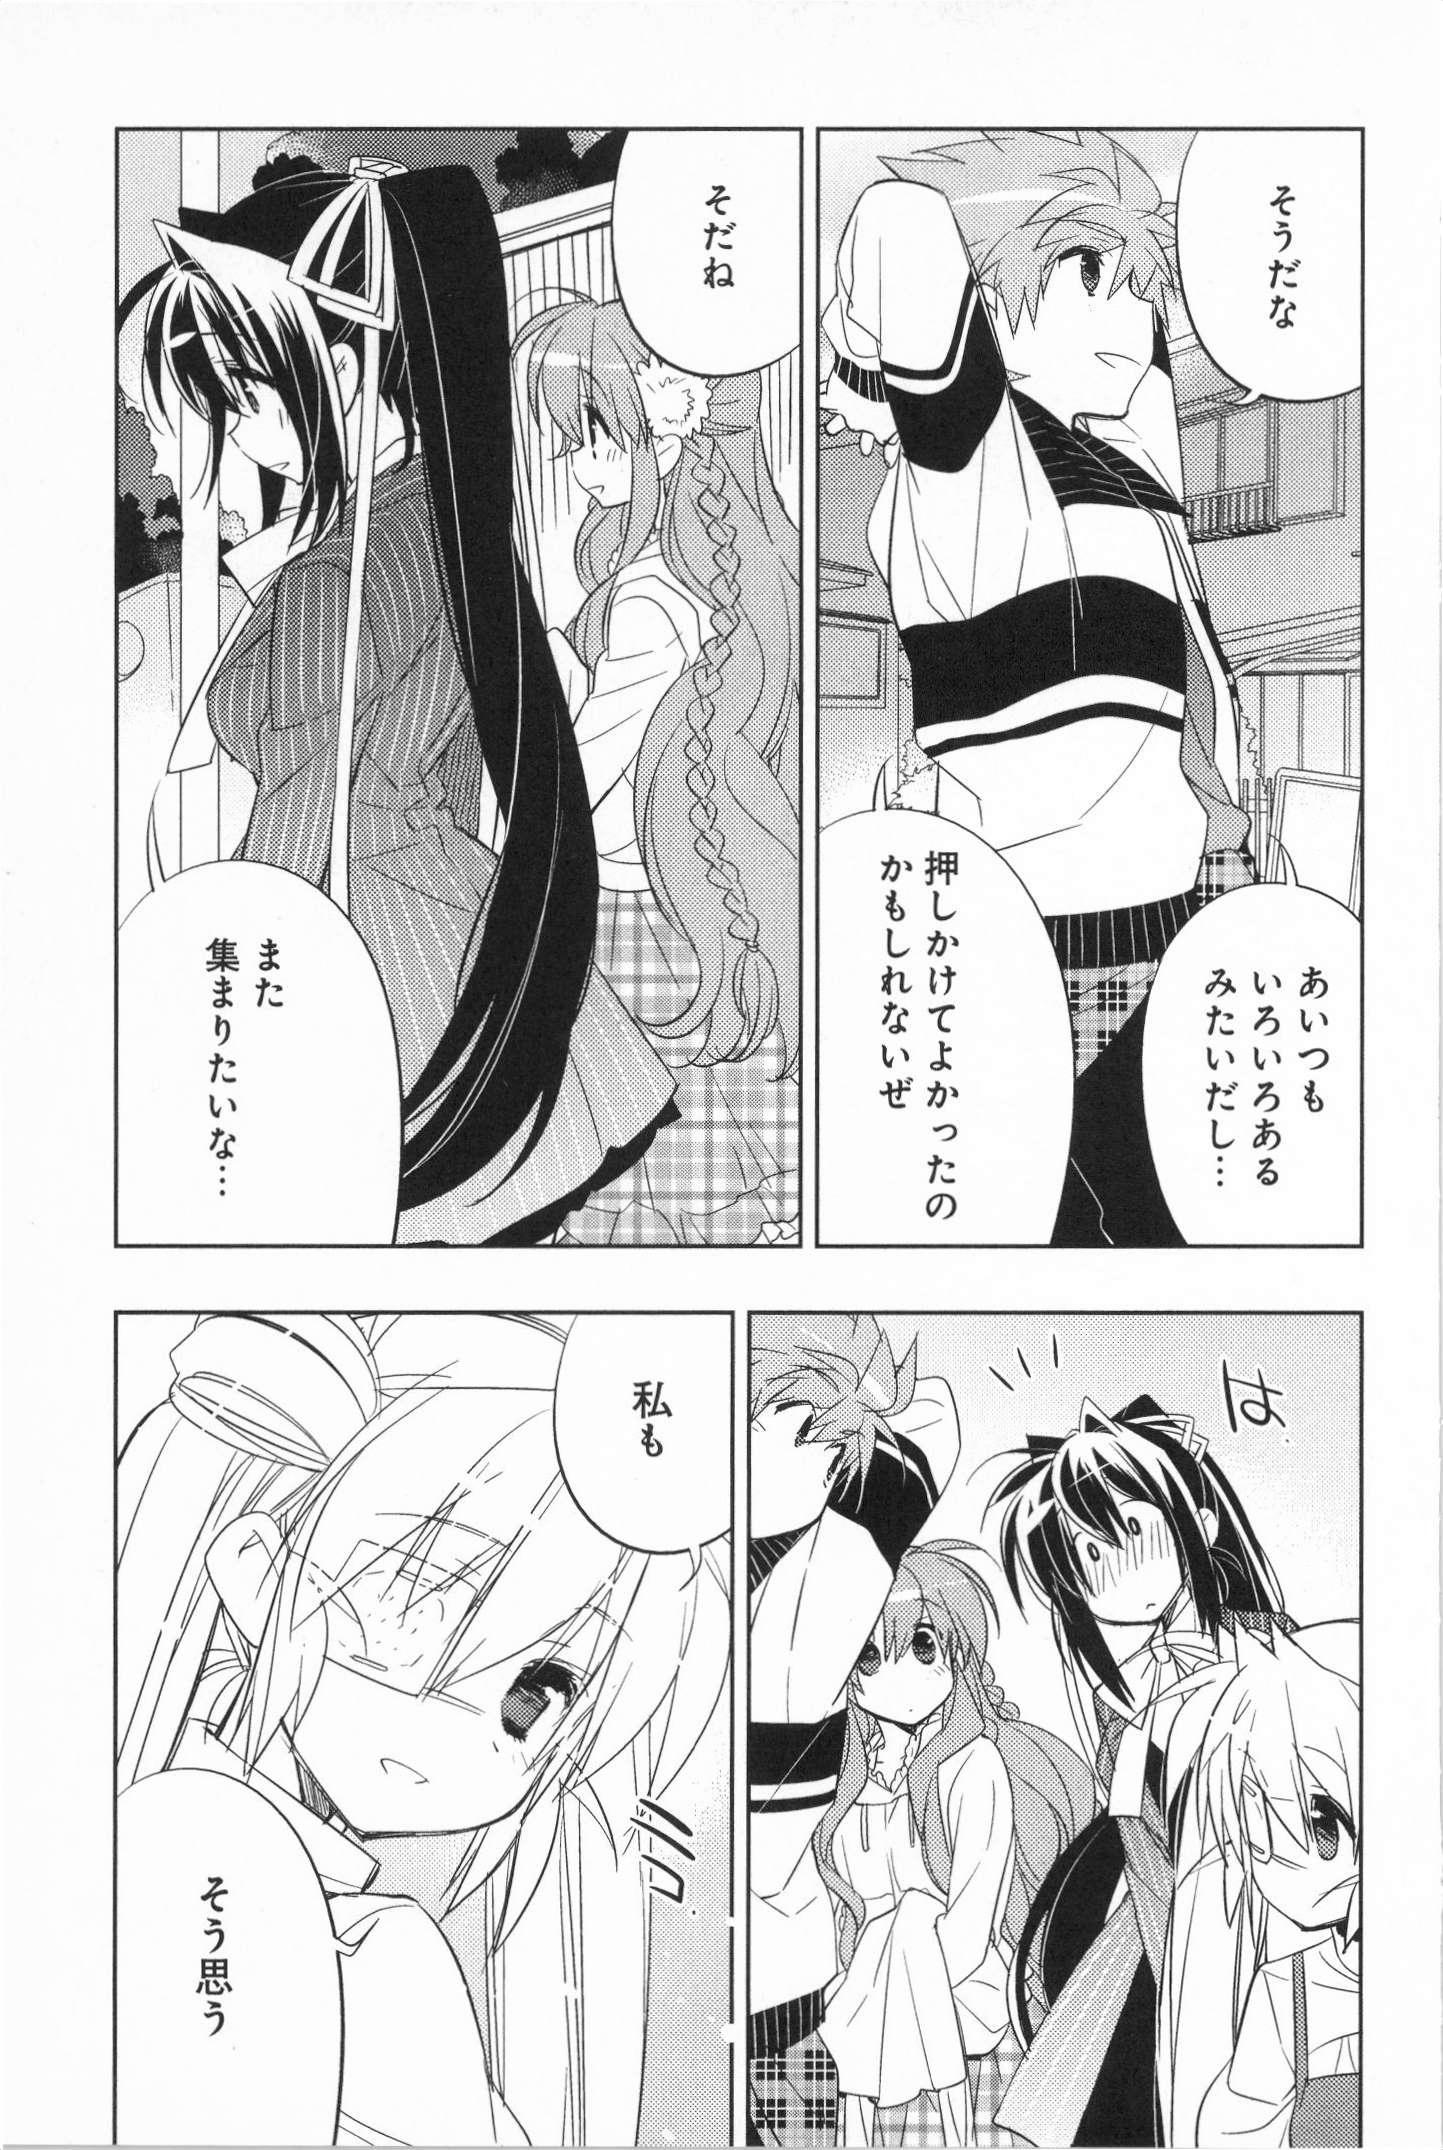 そうだな
あいつも
いろいろある
みたいだし…
押しかけてよかったの
かもしれないぜ
そだね
また
集まりたいな…
は
私も
ニコ
そう思う